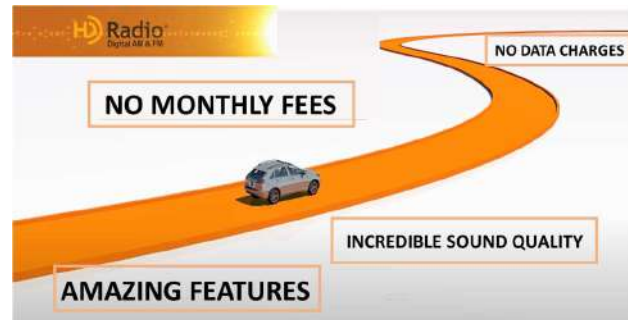 HD Radio
Digital AM & FM
NO DATA CHARGES
NO MONTHLY FEES
INCREDIBLE SOUND QUALITY
AMAZING FEATURES